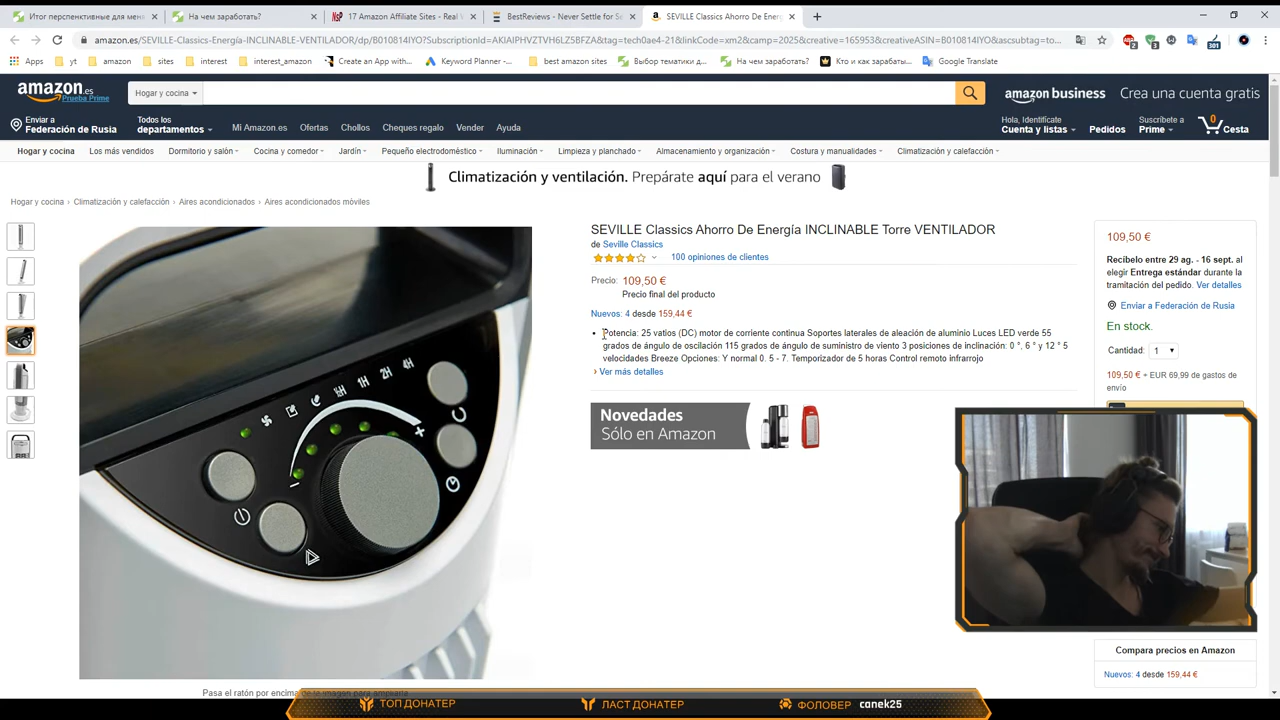 Итог перспективные для мен
На чем заработать?
17 Amazon Affiliate Sites - Real
BestReviews - Never Settle for Se
SEVILLE Classics Ahorro De Energ
amazon.es/SEVILLE-Classics-Energía-INCLINABLE-VENTILADOR/dp/B010814IYO?SubscriptionId=AKIAIPHVZTVH6LZ5BFZA&tag=tech0ae4-21&linkCode=xm2&camp=2025&creative=165953&creativeASIN=B010814IYO&ascsubtag=to...
Apps yt amazon sites interest interest_amazon Create an App with... Keyword Planner -... best amazon sites Выбор тематики д... На чем заработать? Кто и как зарабаты... Google Translate
amazon.es
Prueba Prime
Hogar y cocina
amazon business Crea una cuenta gratis
Enviar a
Federación de Rusia
Todos los
departamentos
Mi Amazon.es Ofertas Chollos Cheques regalo Vender Ayuda
Hola, Identifícate
Cuenta y listas
Pedidos
Suscríbete a
Prime
0
Cesta
Hogar y cocina Los más vendidos Dormitorio y salón Cocina y comedor Jardín Pequeño electrodoméstico Iluminación Limpieza y planchado Almacenamiento y organización Costura y manualidades Climatización y calefacción
Climatización y ventilación. Prepárate aquí para el verano
Hogar y cocina › Climatización y calefacción › Aires acondicionados › Aires acondicionados móviles
SEVILLE Classics Ahorro De Energía INCLINABLE Torre VENTILADOR
de Seville Classics
100 opiniones de clientes
Precio: 109,50 €
Precio final del producto
Nuevos: 4 desde 159,44 €
• Potencia: 25 vatios (DC) motor de corriente continua Soportes laterales de aleación de aluminio Luces LED verde 55
grados de ángulo de oscilación 115 grados de ángulo de suministro de viento 3 posiciones de inclinación: 0 °, 6 ° y 12 ° 5
velocidades Breeze Opciones: Y normal 0. 5 - 7. Temporizador de 5 horas Control remoto infrarrojo
› Ver más detalles
Novedades
Sólo en Amazon
109,50 €
Recíbelo entre 29 ag. - 16 sept. al
elegir Entrega estándar durante la
tramitación del pedido. Ver detalles
Enviar a Federación de Rusia
En stock.
Cantidad: 1
109,50 € + EUR 69,99 de gastos de
envío
½H 1H 2H 4H
Pasa el ratón por encima de la imagen para ampliarla
Compara precios en Amazon
Nuevos: 4 desde 159,44 €
ТОП ДОНАТЕР
ЛАСТ ДОНАТЕР
ФОЛОВЕР canek25